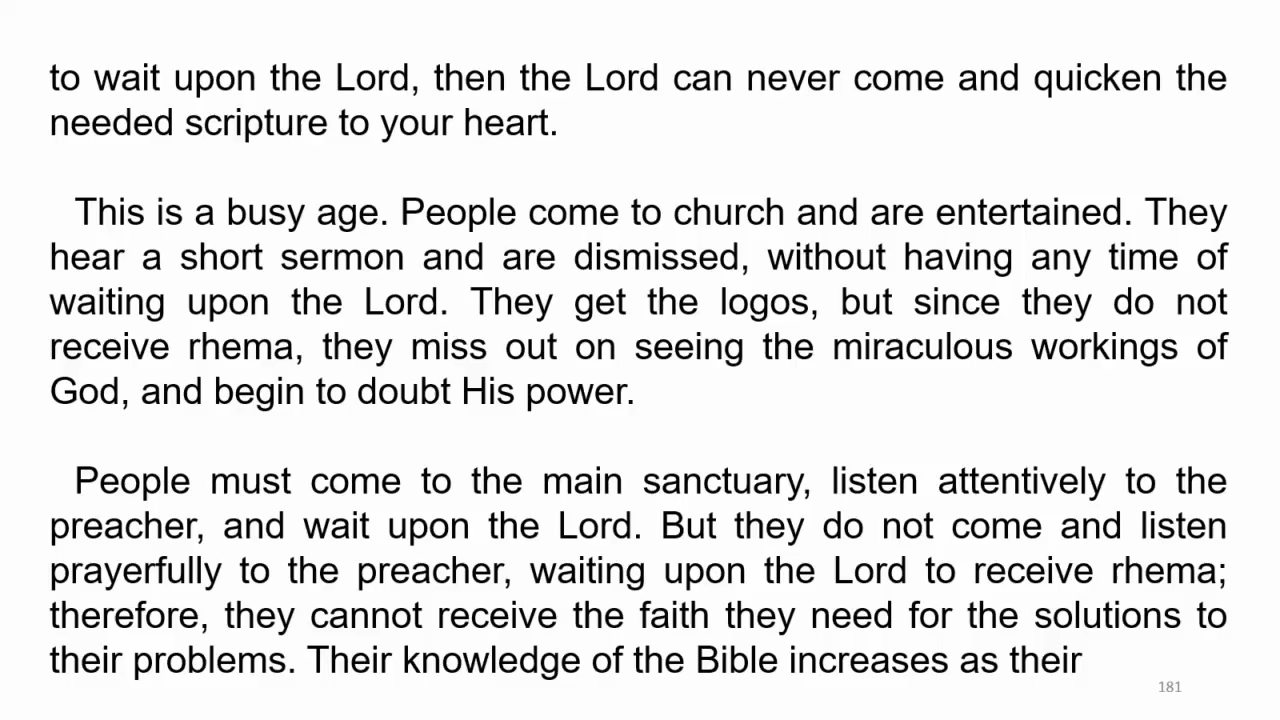 to wait upon the Lord, then the Lord can never come and quicken the
needed scripture to your heart.
This is a busy age. People come to church and are entertained. They
hear a short sermon and are dismissed, without having any time of
waiting upon the Lord. They get the logos, but since they do not
receive rhema, they miss out on seeing the miraculous workings of
God, and begin to doubt His power.
People must come to the main sanctuary, listen attentively to the
preacher, and wait upon the Lord. But they do not come and listen
prayerfully to the preacher, waiting upon the Lord to receive rhema;
therefore, they cannot receive the faith they need for the solutions to
their problems. Their knowledge of the Bible increases as their
181